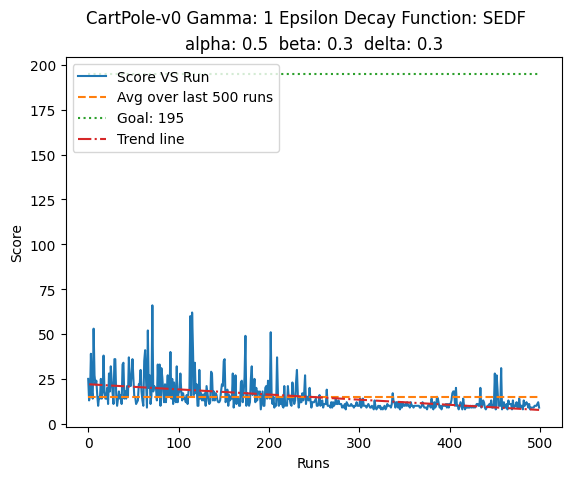 CartPole-v0 Gamma: 1 Epsilon Decay Function: SEDF
alpha: 0.5  beta: 0.3  delta: 0.3
Score VS Run
Avg over last 500 runs
Goal: 195
Trend line
200
175
150
125
100
75
50
25
0
Score
0 100 200 300 400 500
Runs